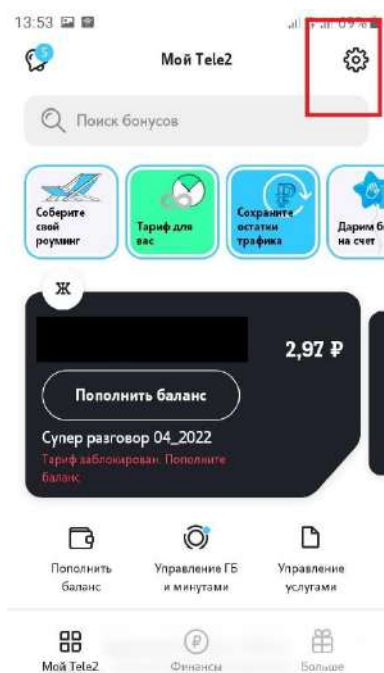 13:53
69%
5
Мой Tele2
Поиск бонусов
Соберите
свой
роуминг
Тариф для
вас
Сохраните
остатки
трафика
Дарим б
на счет
Ж
2,97 ₽
Пополнить баланс
Супер разговор 04_2022
Тариф заблокирован. Пополните
баланс
Пополнить
баланс
Управление ГБ
и минутами
Управление
услугами
Мой Tele2
Финансы
Больше